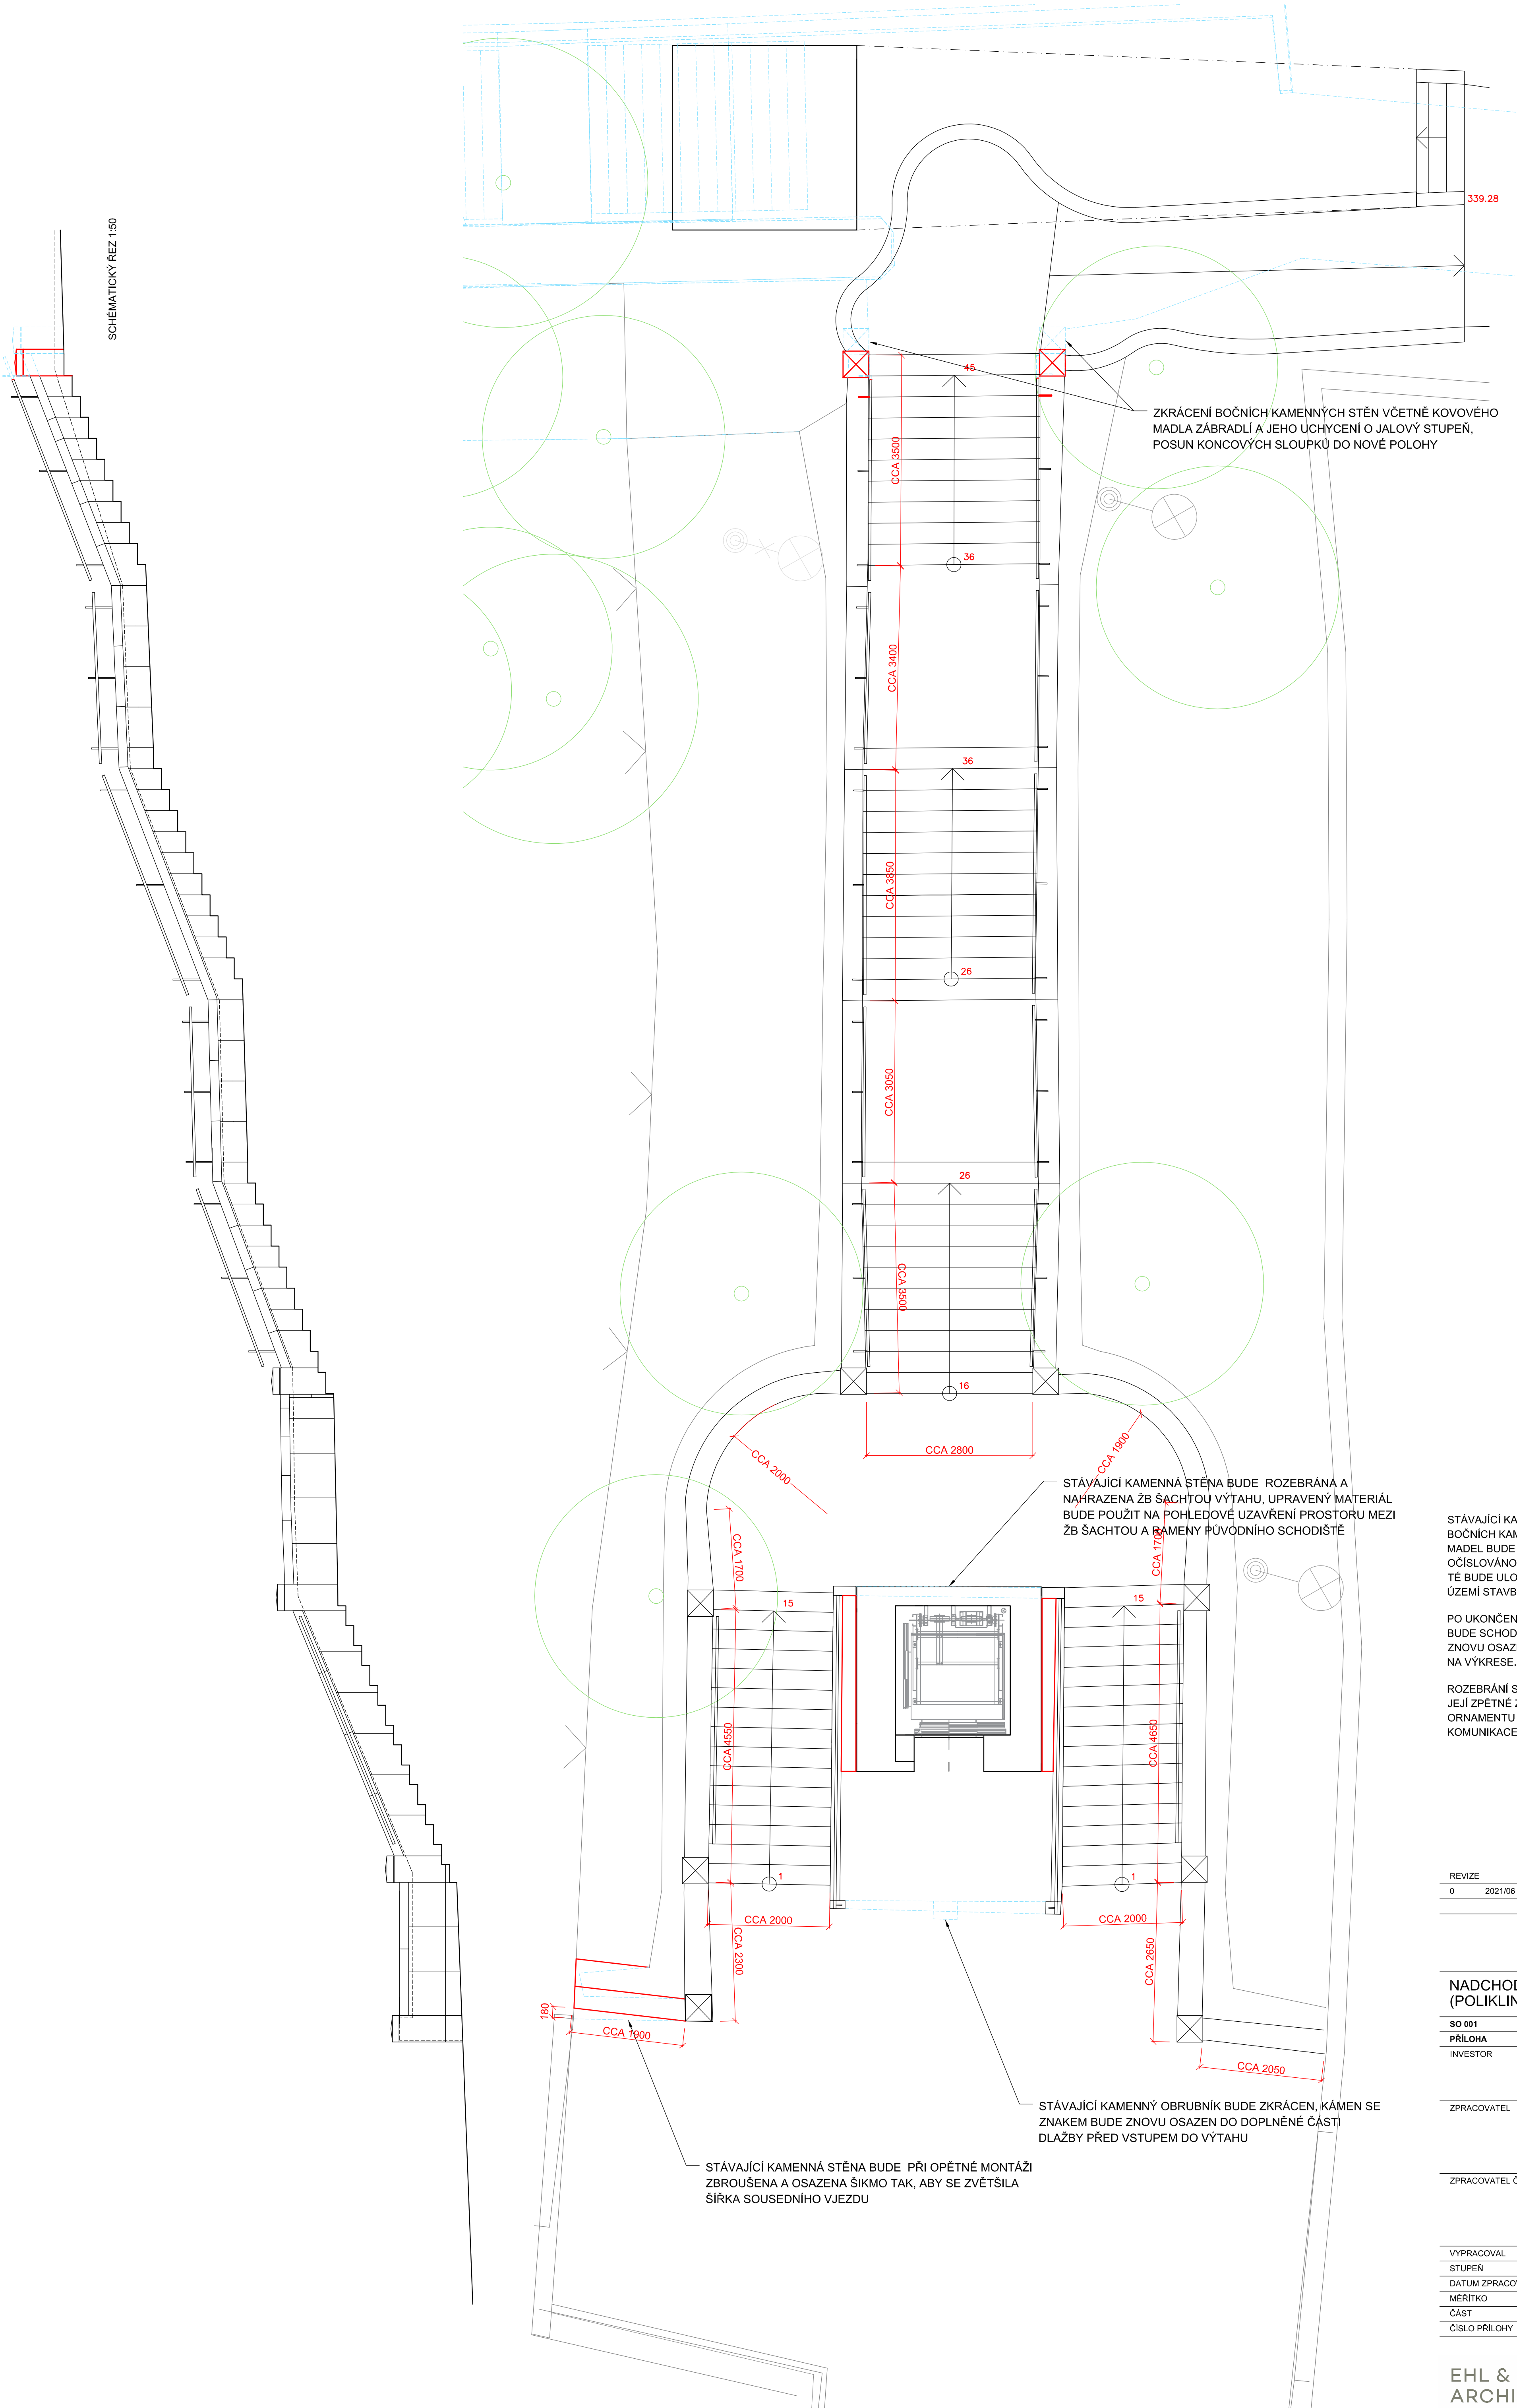 SCHÉMATICKÝ ŘEZ 1:50
339.28
45
ZKRÁCENÍ BOČNÍCH KAMENNÝCH STĚN VČETNĚ KOVOVÉHO
MADLA ZÁBRADLÍ A JEHO UCHYCENÍ O JALOVÝ STUPEŇ,
POSUN KONCOVÝCH SLOUPKŮ DO NOVÉ POLOHY
CCA 3500
36
CCA 3400
36
CCA 3850
26
CCA 3050
26
CCA 3500
16
CCA 2800
CCA 2000
CCA 1900
STÁVAJÍCÍ KAMENNÁ STĚNA BUDE ROZEBRÁNA A
NAHRAZENA ŽB ŠACHTOU VÝTAHU, UPRAVENÝ MATERIÁL
BUDE POUŽIT NA POHLEDOVÉ UZAVŘENÍ PROSTORU MEZI
ŽB ŠACHTOU A RAMENY PŮVODNÍHO SCHODIŠTĚ
CCA 1700
CCA 1700
15
15
CCA 4550
CCA 4650
1
1
CCA 2000
CCA 2000
CCA 2300
CCA 2650
180
CCA 1900
CCA 2050
STÁVAJÍCÍ KAMENNÝ OBRUBNÍK BUDE ZKRÁCEN, KÁMEN SE
ZNAKEM BUDE ZNOVU OSAZEN DO DOPLNĚNÉ ČÁSTI
DLAŽBY PŘED VSTUPEM DO VÝTAHU
STÁVAJÍCÍ KAMENNÁ STĚNA BUDE PŘI OPĚTNÉ MONTÁŽI
ZBROUŠENA A OSAZENA ŠIKMO TAK, ABY SE ZVĚTŠILA
ŠÍŘKA SOUSEDNÍHO VJEZDU
STÁVAJÍCÍ KA
BOČNÍCH KAM
MADEL BUDE
OČÍSLOVÁNO
TÉ BUDE ULO
ÚZEMÍ STAVB
PO UKONČEN
BUDE SCHOD
ZNOVU OSAZ
NA VÝKRESE.
ROZEBRÁNÍ S
JEJÍ ZPĚTNÉ Z
ORNAMENTU
KOMUNIKACE
REVIZE
0 2021/06
NADCHOD
(POLIKLIN
SO 001
PŘÍLOHA
INVESTOR
ZPRACOVATEL
ZPRACOVATEL Č
VYPRACOVAL
STUPEŇ
DATUM ZPRACOV
MĚŘÍTKO
ČÁST
ČÍSLO PŘÍLOHY
EHL &
ARCHI